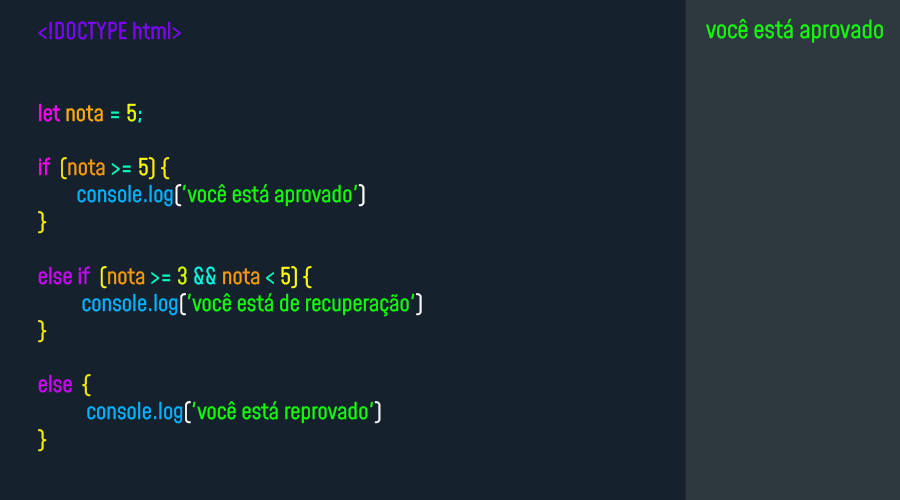 <!DOCTYPE html>
let nota = 5;
if (nota >= 5) {
console.log('você está aprovado')
}
else if (nota >= 3 && nota < 5) {
console.log('você está de recuperação')
}
else {
console.log('você está reprovado')
}
você está aprovado